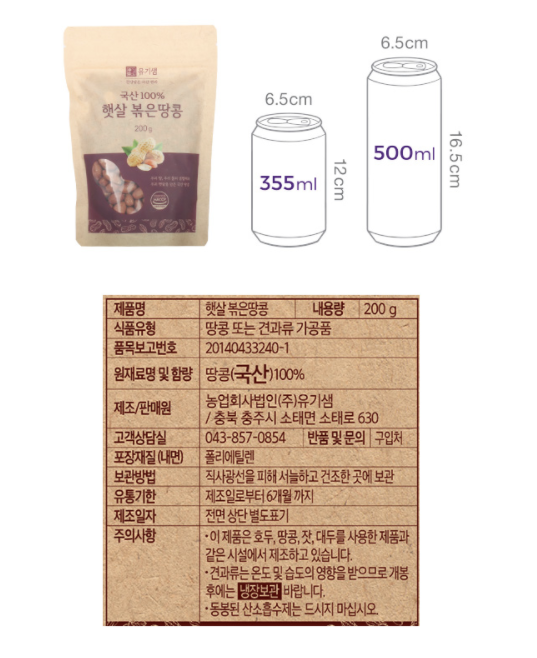 유기샘
국산 100%
햇살 볶은땅콩
200g
6.5cm
355ml
12cm
6.5cm
500ml
16.5cm
제품명 햇살 볶은땅콩 내용량 200 g
식품유형 땅콩 또는 견과류 가공품
품목보고번호 20140433240-1
원재료명 및 함량 땅콩(국산)100%
제조/판매원 농업회사법인(주)유기샘
/ 충북 충주시 소태면 소태로 630
고객상담실 043-857-0854 반품 및 문의 구입처
포장재질 (내면) 폴리에틸렌
보관방법 직사광선을 피해 서늘하고 건조한 곳에 보관
유통기한 제조일로부터 6개월 까지
제조일자 전면 상단 별도표기
주의사항 •이 제품은 호두, 땅콩, 잣, 대두를 사용한 제품과
같은 시설에서 제조하고 있습니다.
•견과류는 온도 및 습도의 영향을 받으므로 개봉
후에는 냉장보관 바랍니다.
•동봉된 산소흡수제는 드시지 마십시오.